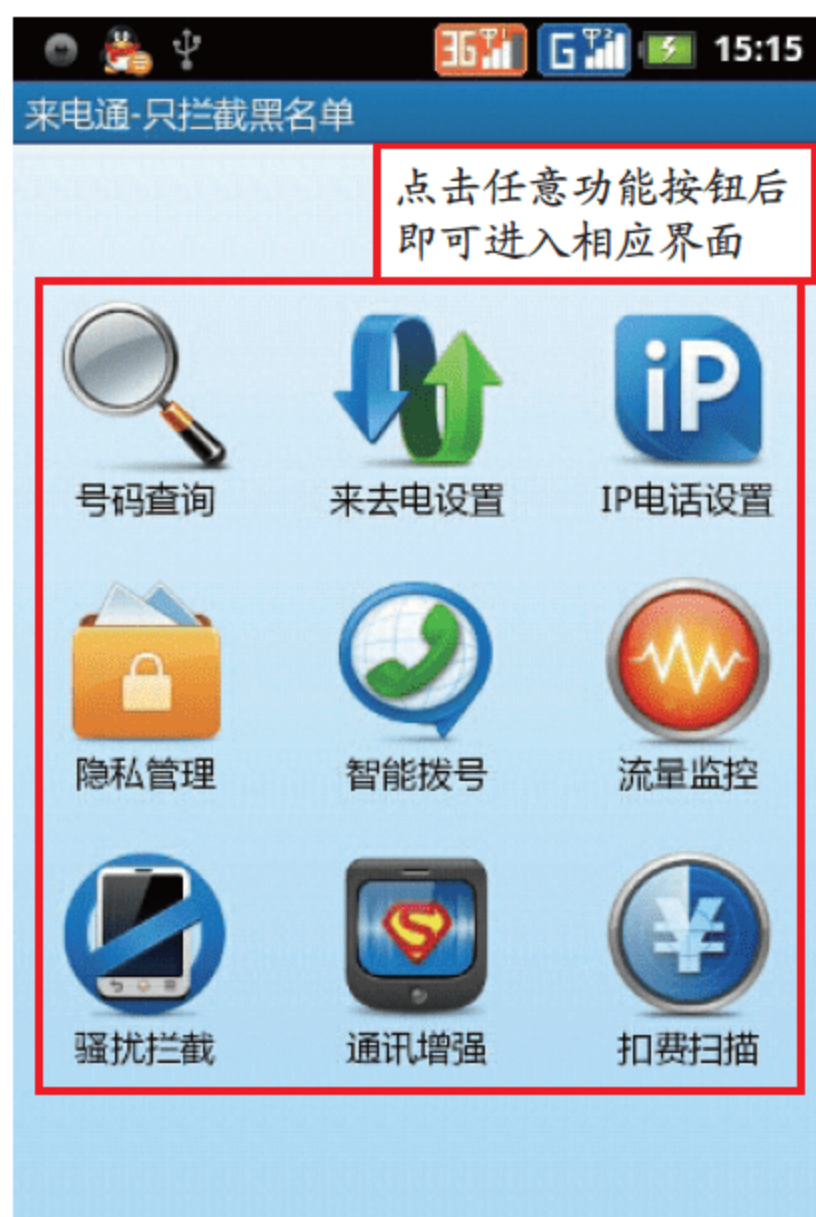 3G 1 G 2 15:15
来电通-只拦截黑名单
点击任意功能按钮后
即可进入相应界面
iP
号码查询 来去电设置 IP电话设置
隐私管理 智能拨号 流量监控
S ¥
骚扰拦截 通讯增强 扣费扫描